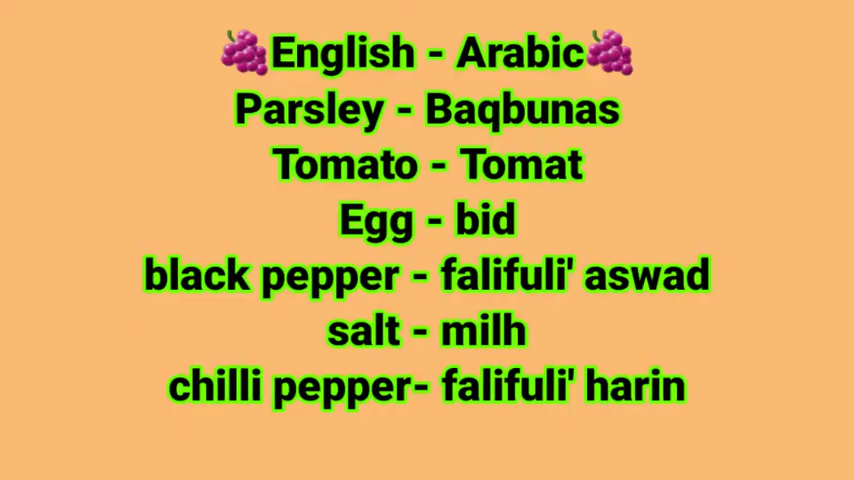 🍇English - Arabic🍇
Parsley - Baqbunas
Tomato - Tomat
Egg - bid
black pepper - falifuli' aswad
salt - milh
chilli pepper- falifuli' harin